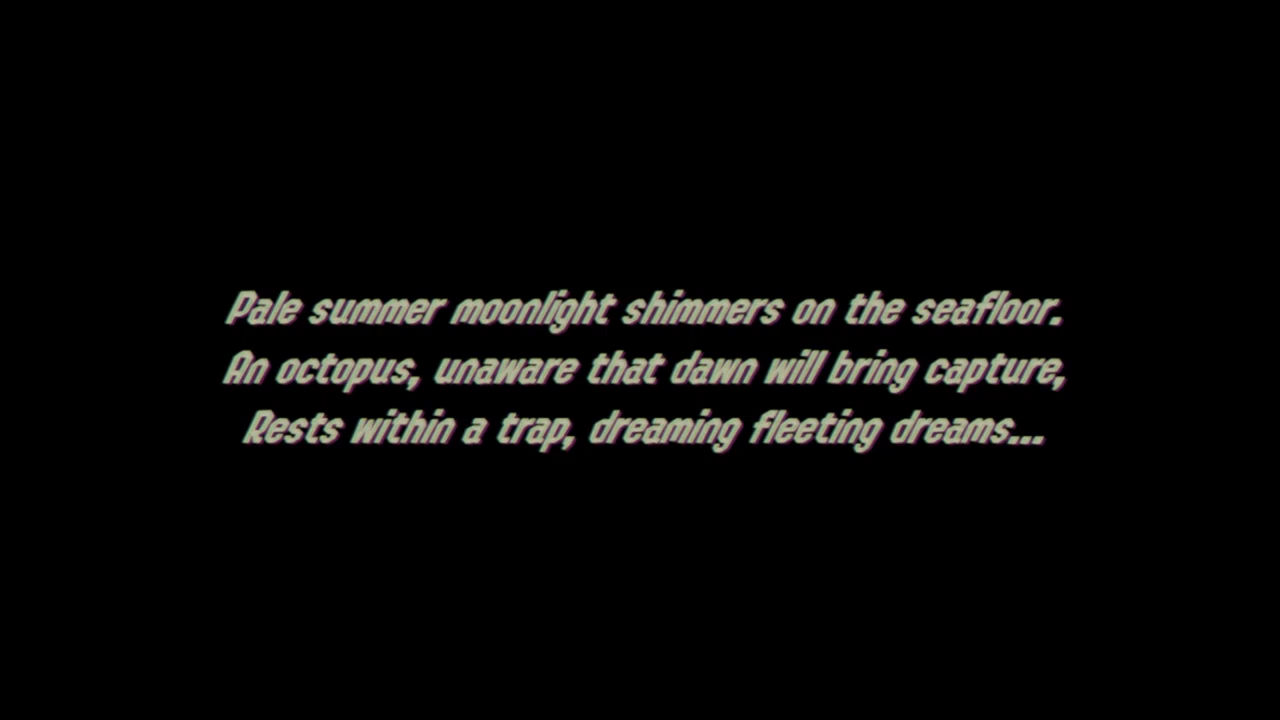 Pale summer moonlight shimmers on the seafloor.
An octopus, unaware that dawn will bring capture,
Rests within a trap, dreaming fleeting dreams...